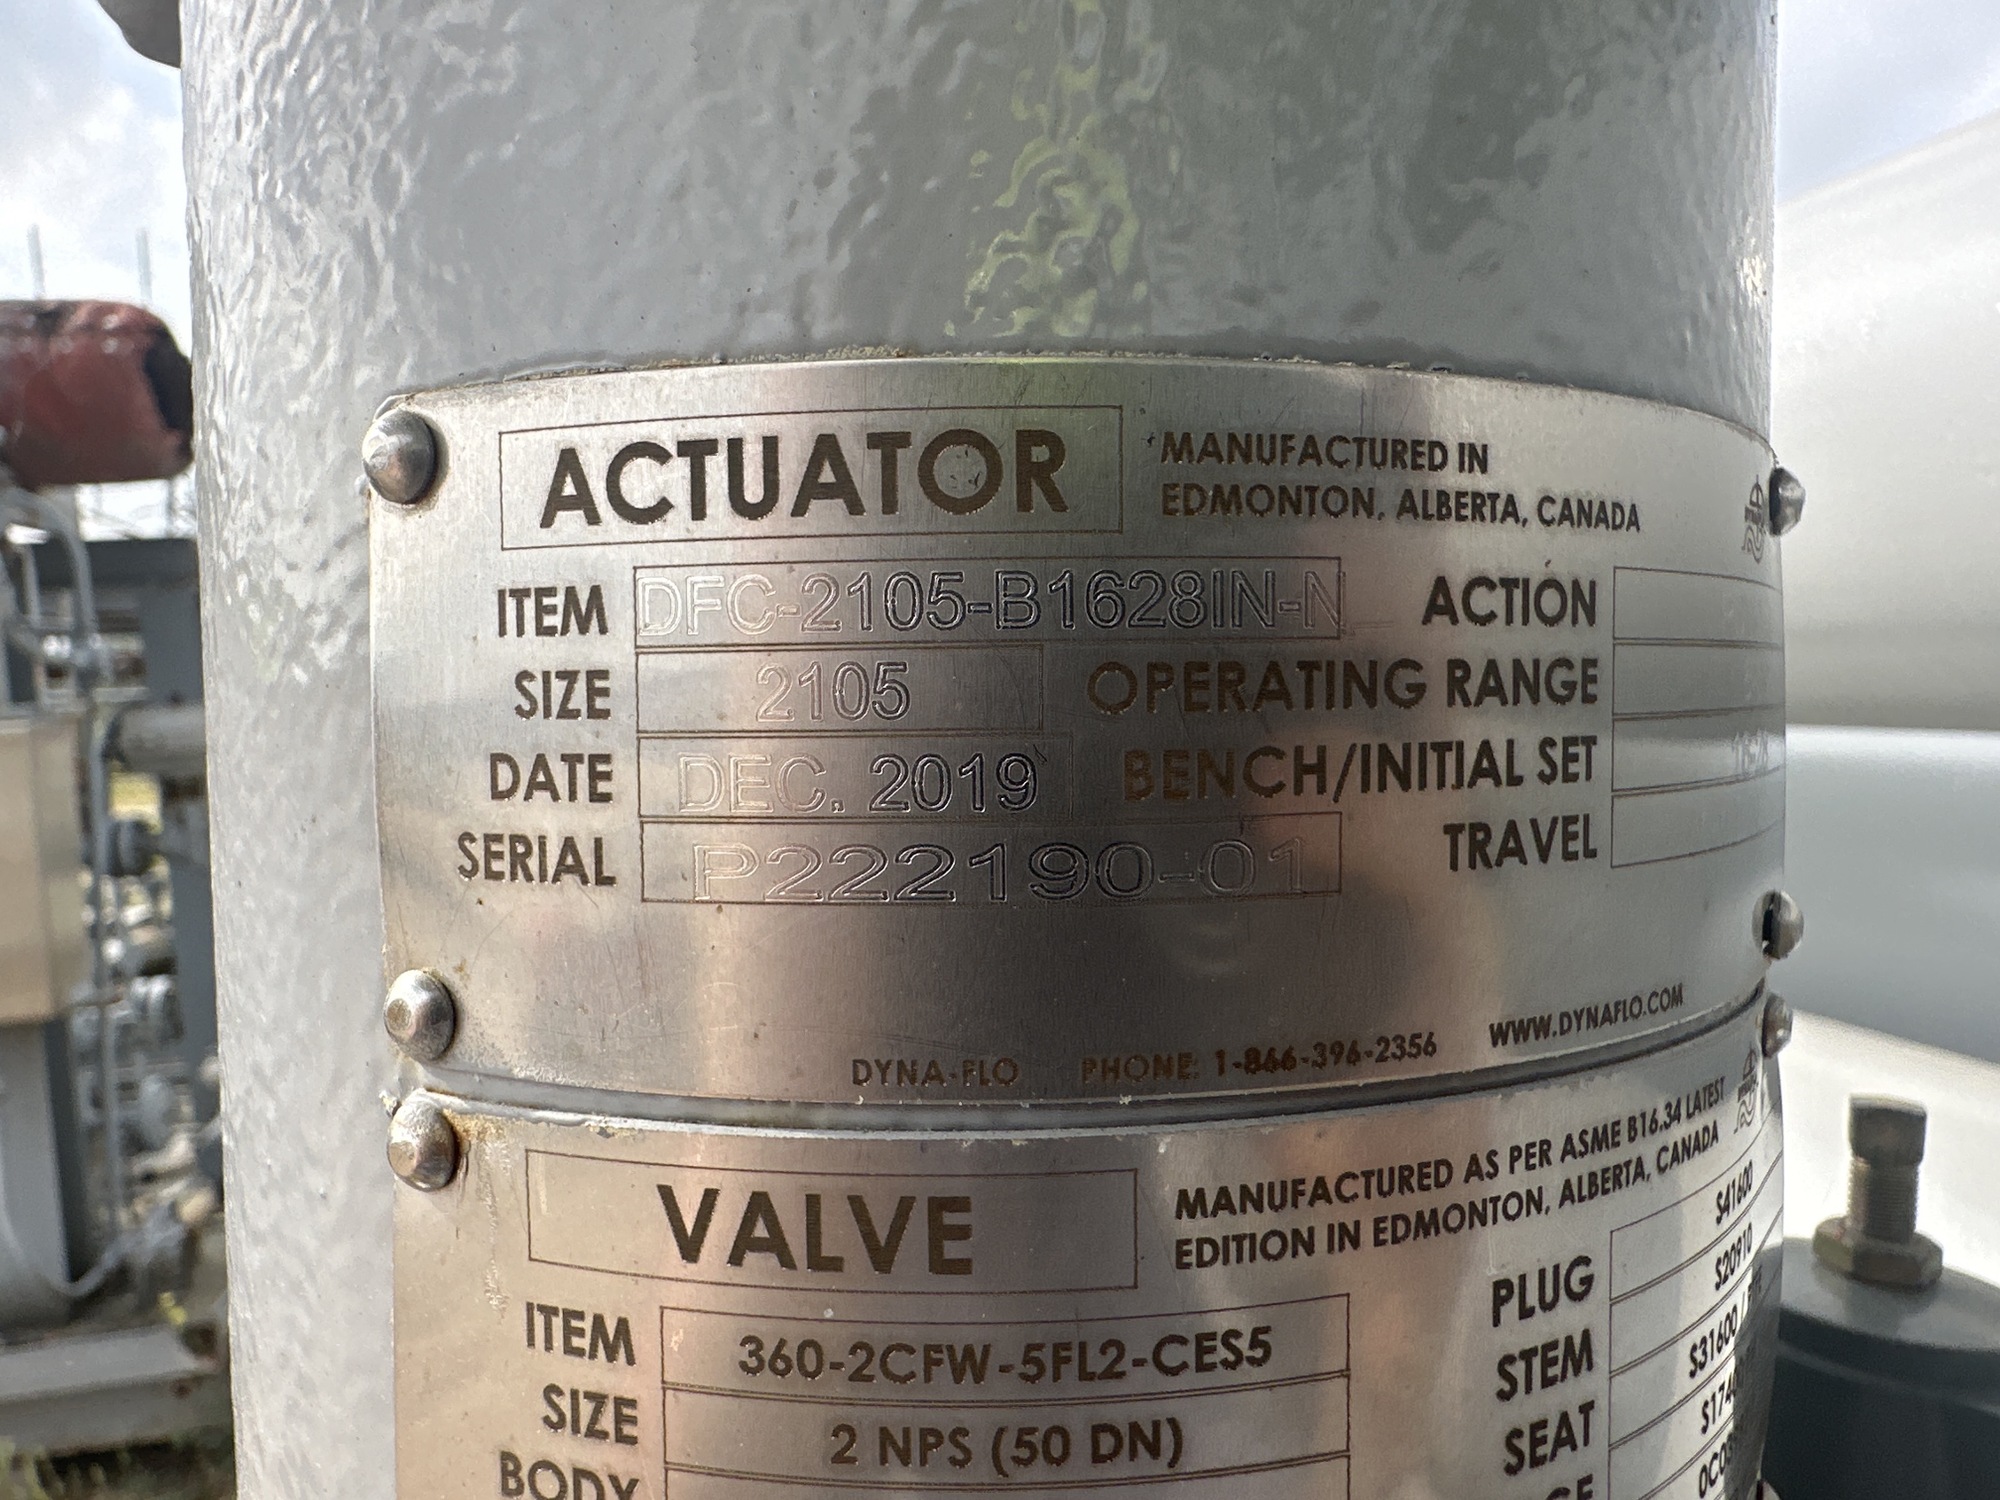 ACTUATOR
MANUFACTURED IN
EDMONTON, ALBERTA, CANADA
ITEM DFC-2105-B1628IN-N
SIZE 2105
DATE DEC. 2019
SERIAL P222190-01
ACTION
OPERATING RANGE
BENCH/INITIAL SET
TRAVEL
DYNA-FLO PHONE: 1-866-396-2356 WWW.DYNAFLO.COM
VALVE
MANUFACTURED AS PER ASME B16.34 LATEST
EDITION IN EDMONTON, ALBERTA, CANADA
ITEM 360-2CFW-5FL2-CES5
SIZE 2 NPS (50 DN)
BODY
PLUG S41600
STEM S20910
SEAT S31600